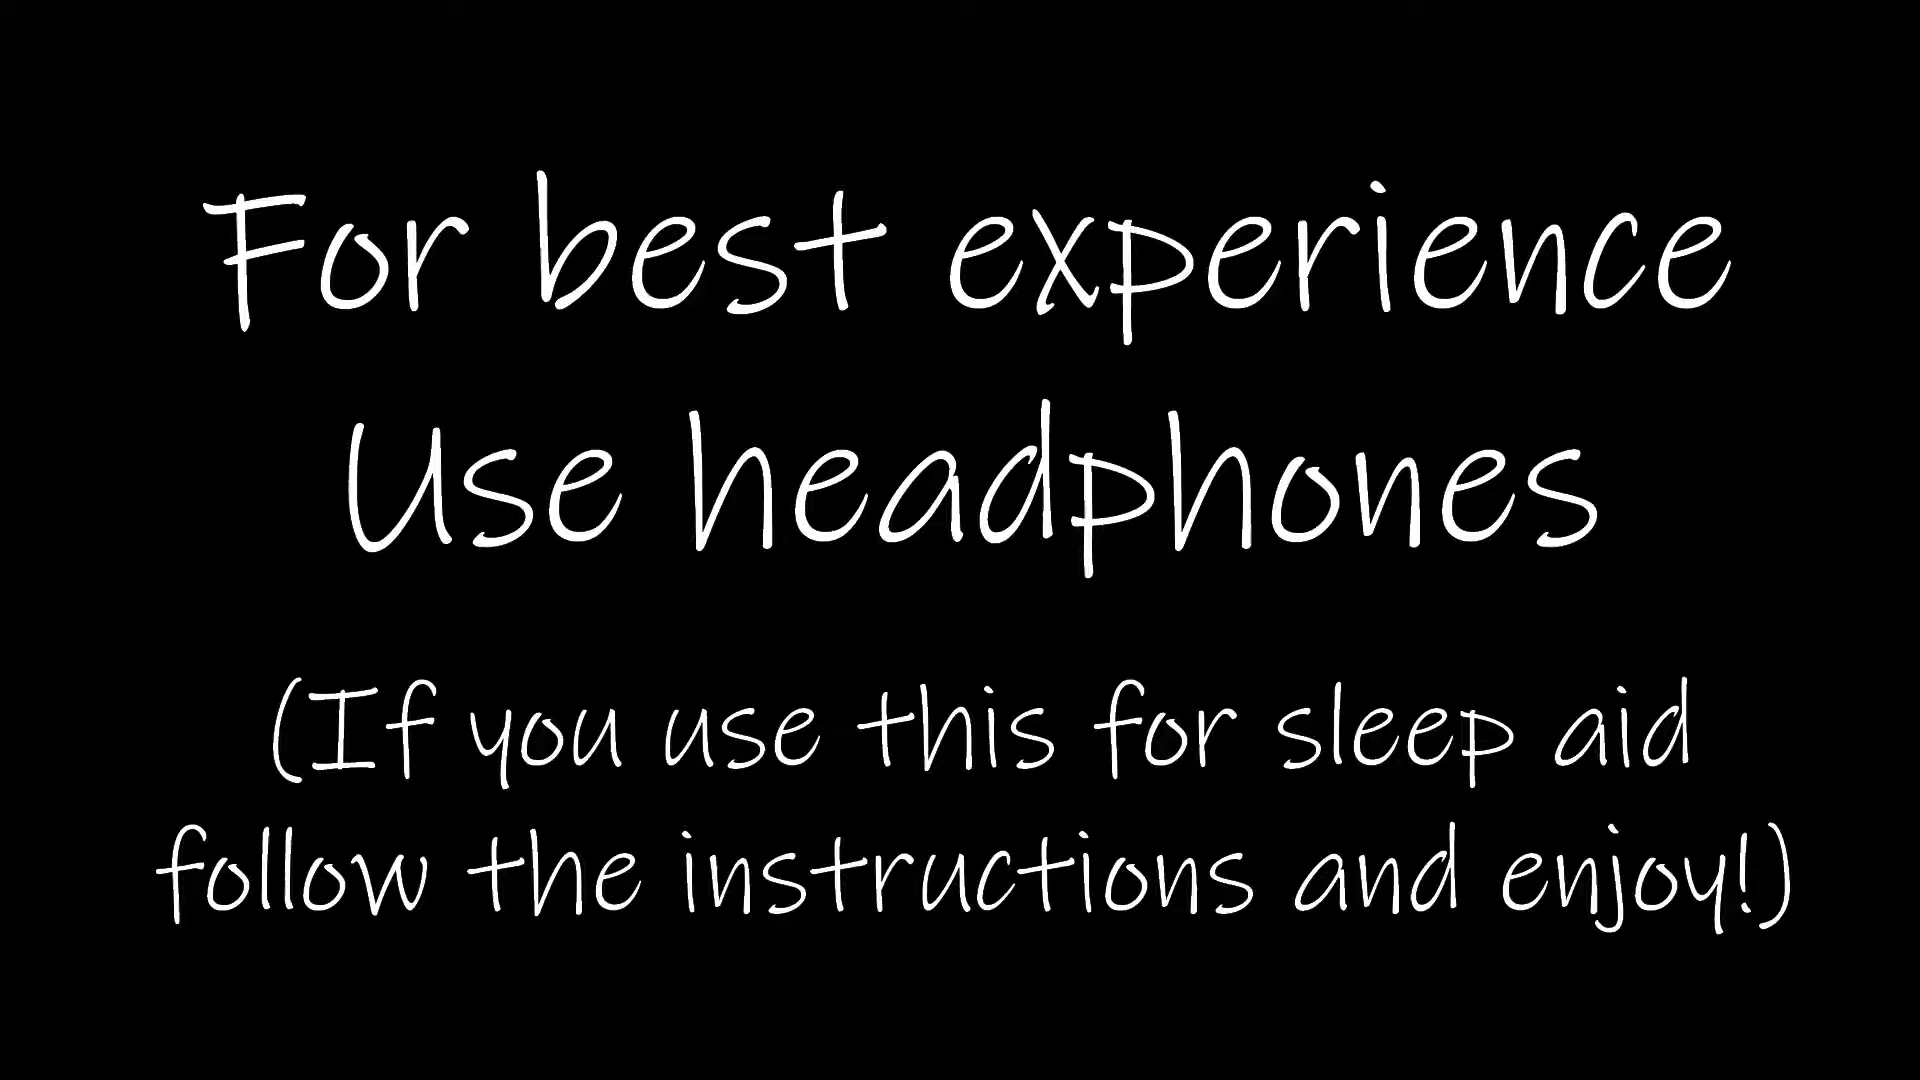 For best experience
Use headphones
(If you use this for sleep aid
follow the instructions and enjoy!)